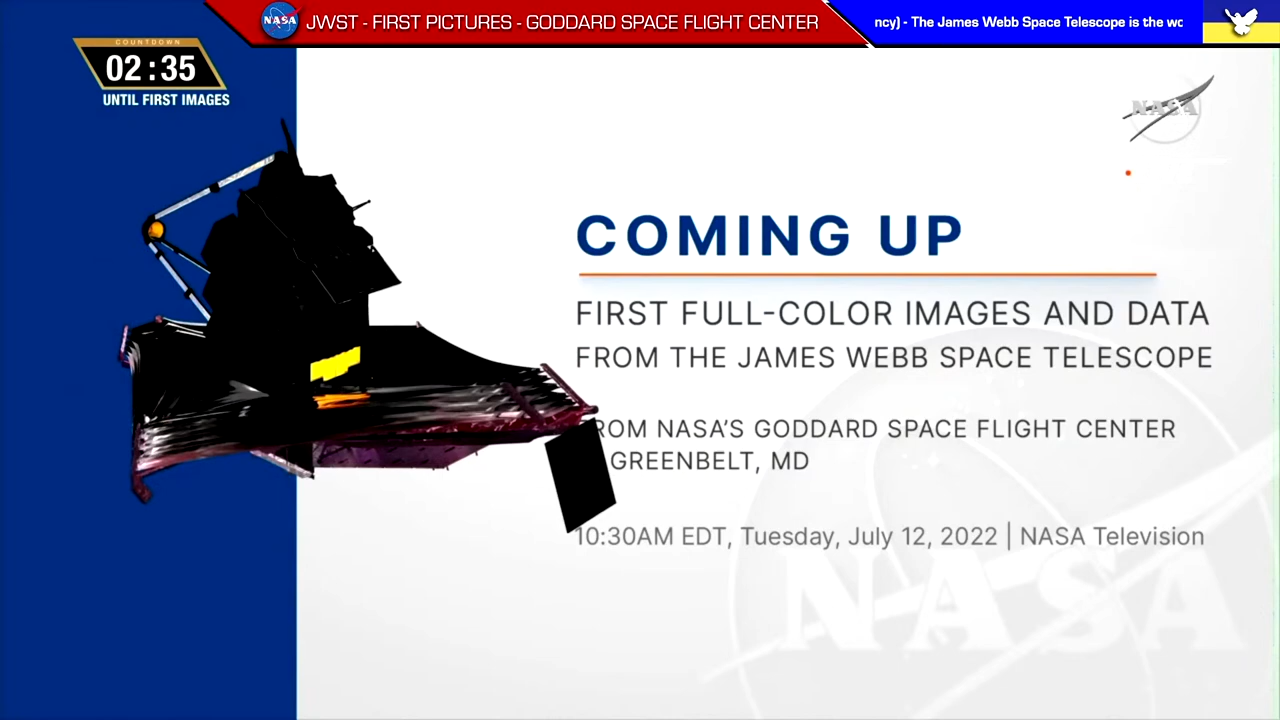 NASA
JWST - FIRST PICTURES - GODDARD SPACE FLIGHT CENTER
ncy) - The James Webb Space Telescope is the
COUNTDOWN
02:35
UNTIL FIRST IMAGES
NASA
COMING UP
FIRST FULL-COLOR IMAGES AND DATA
FROM THE JAMES WEBB SPACE TELESCOPE
ROM NASA'S GODDARD SPACE FLIGHT CENTER
GREENBELT, MD
10:30AM EDT, Tuesday, July 12, 2022 | NASA Television
NASA